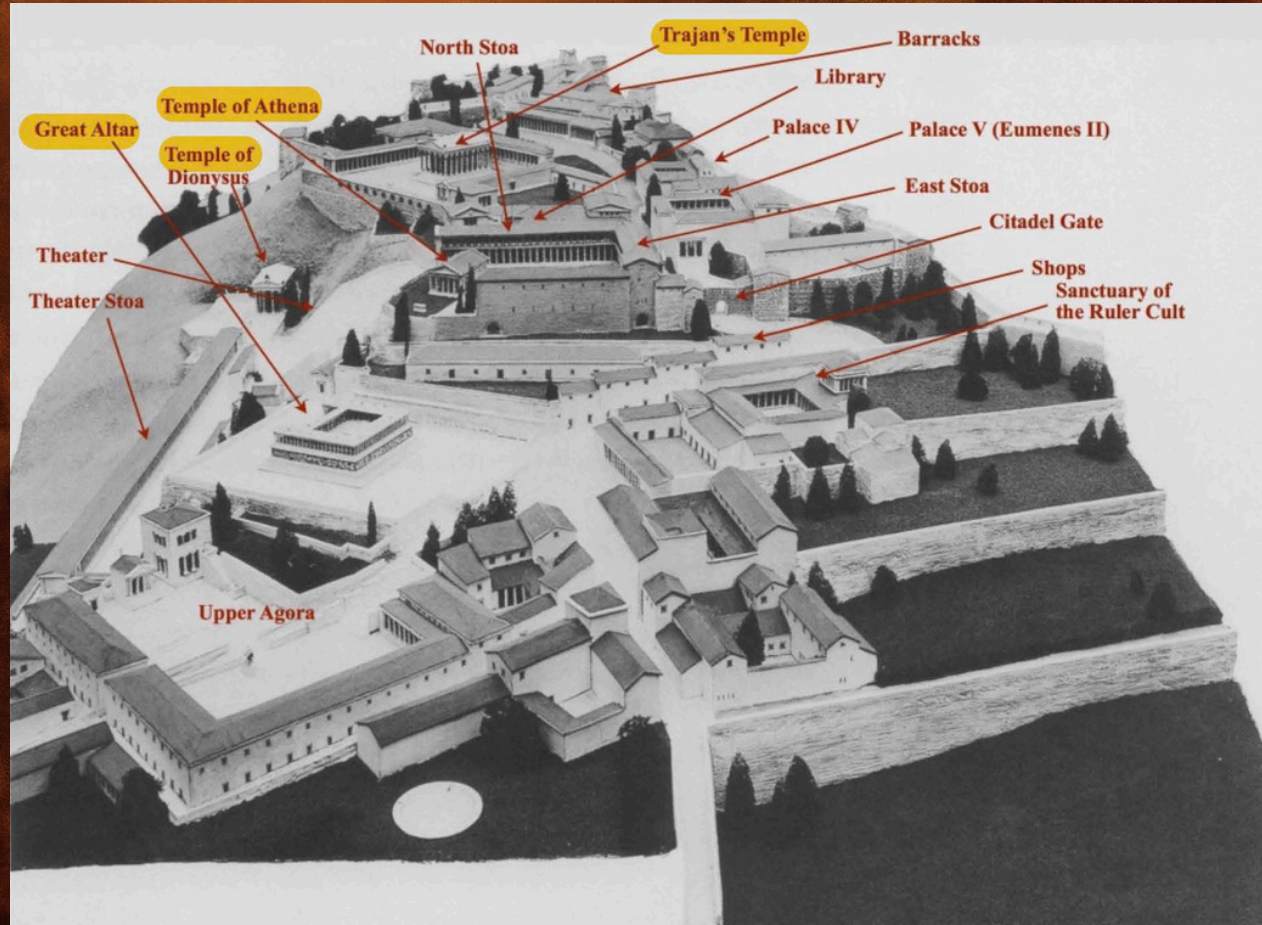 Trajan's Temple
North Stoa
Barracks
Library
Temple of Athena
Great Altar
Temple of
Dionysus
Palace IV
Palace V (Eumenes II)
East Stoa
Citadel Gate
Theater
Shops
Sanctuary of
the Ruler Cult
Theater Stoa
Upper Agora